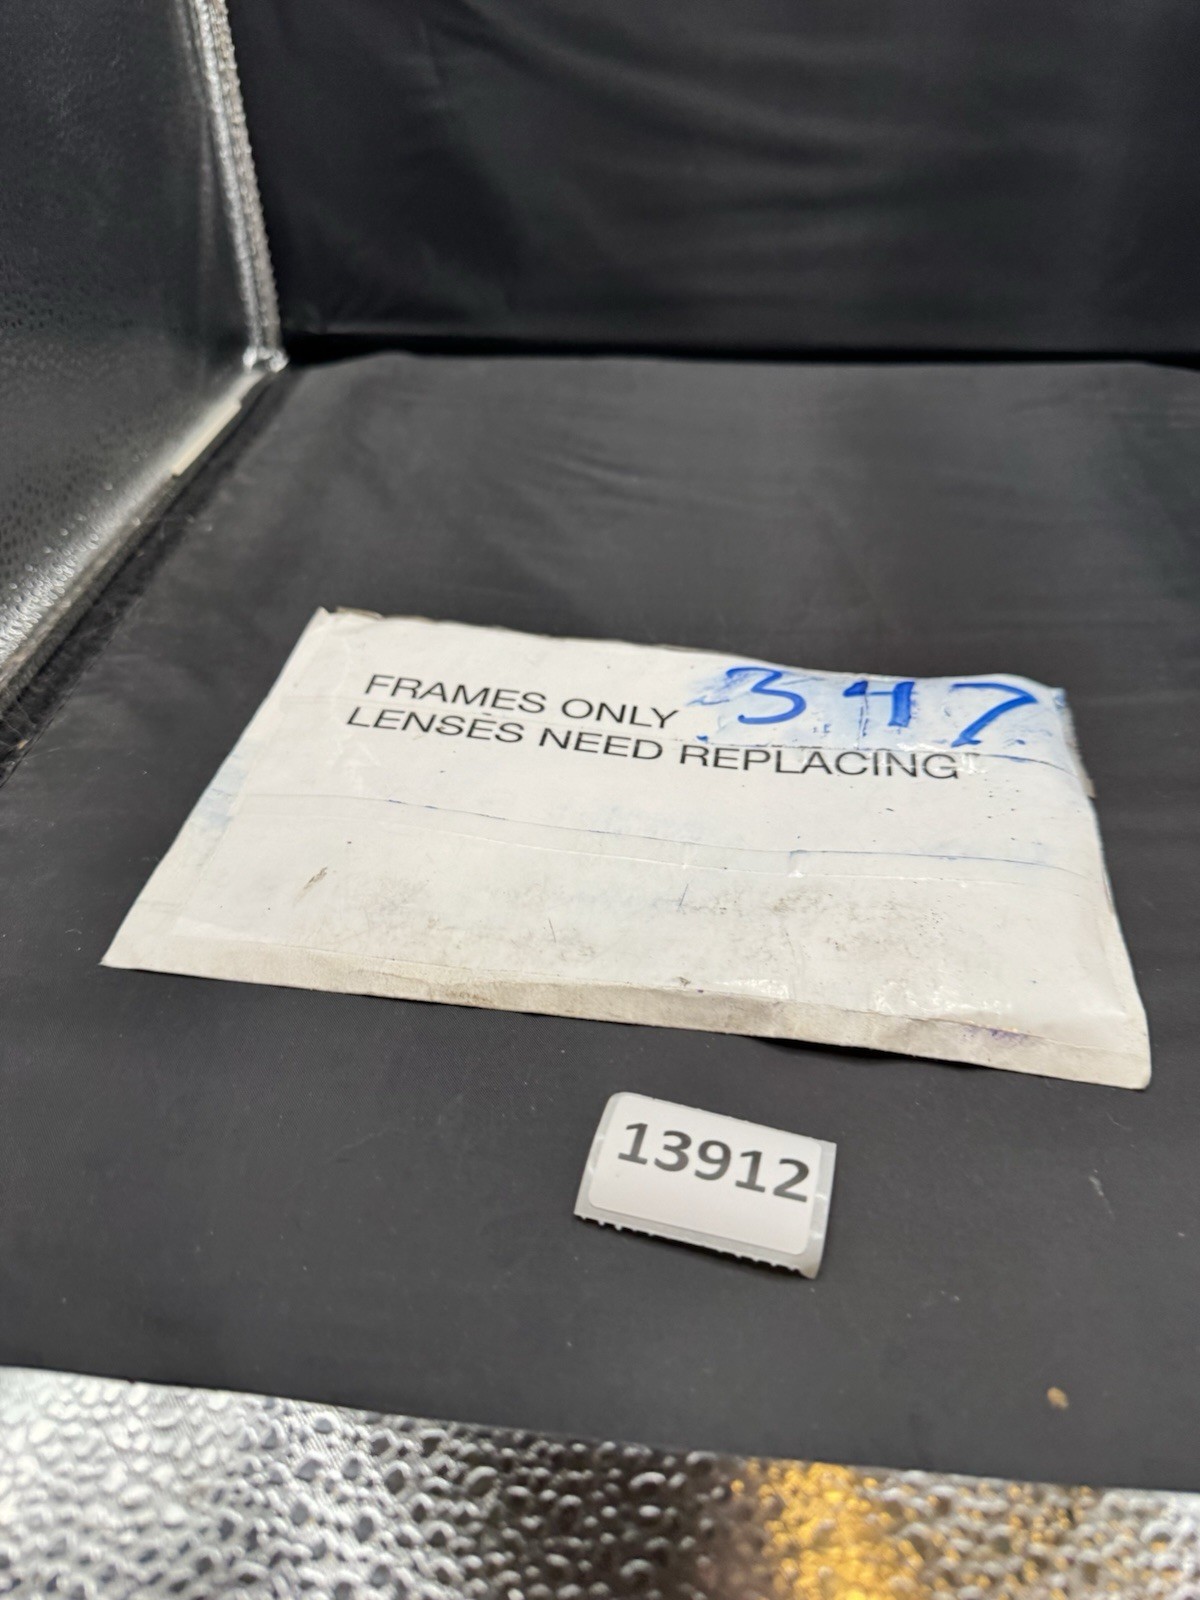 FRAMES ONLY 347
LENSES NEED REPLACING
13912